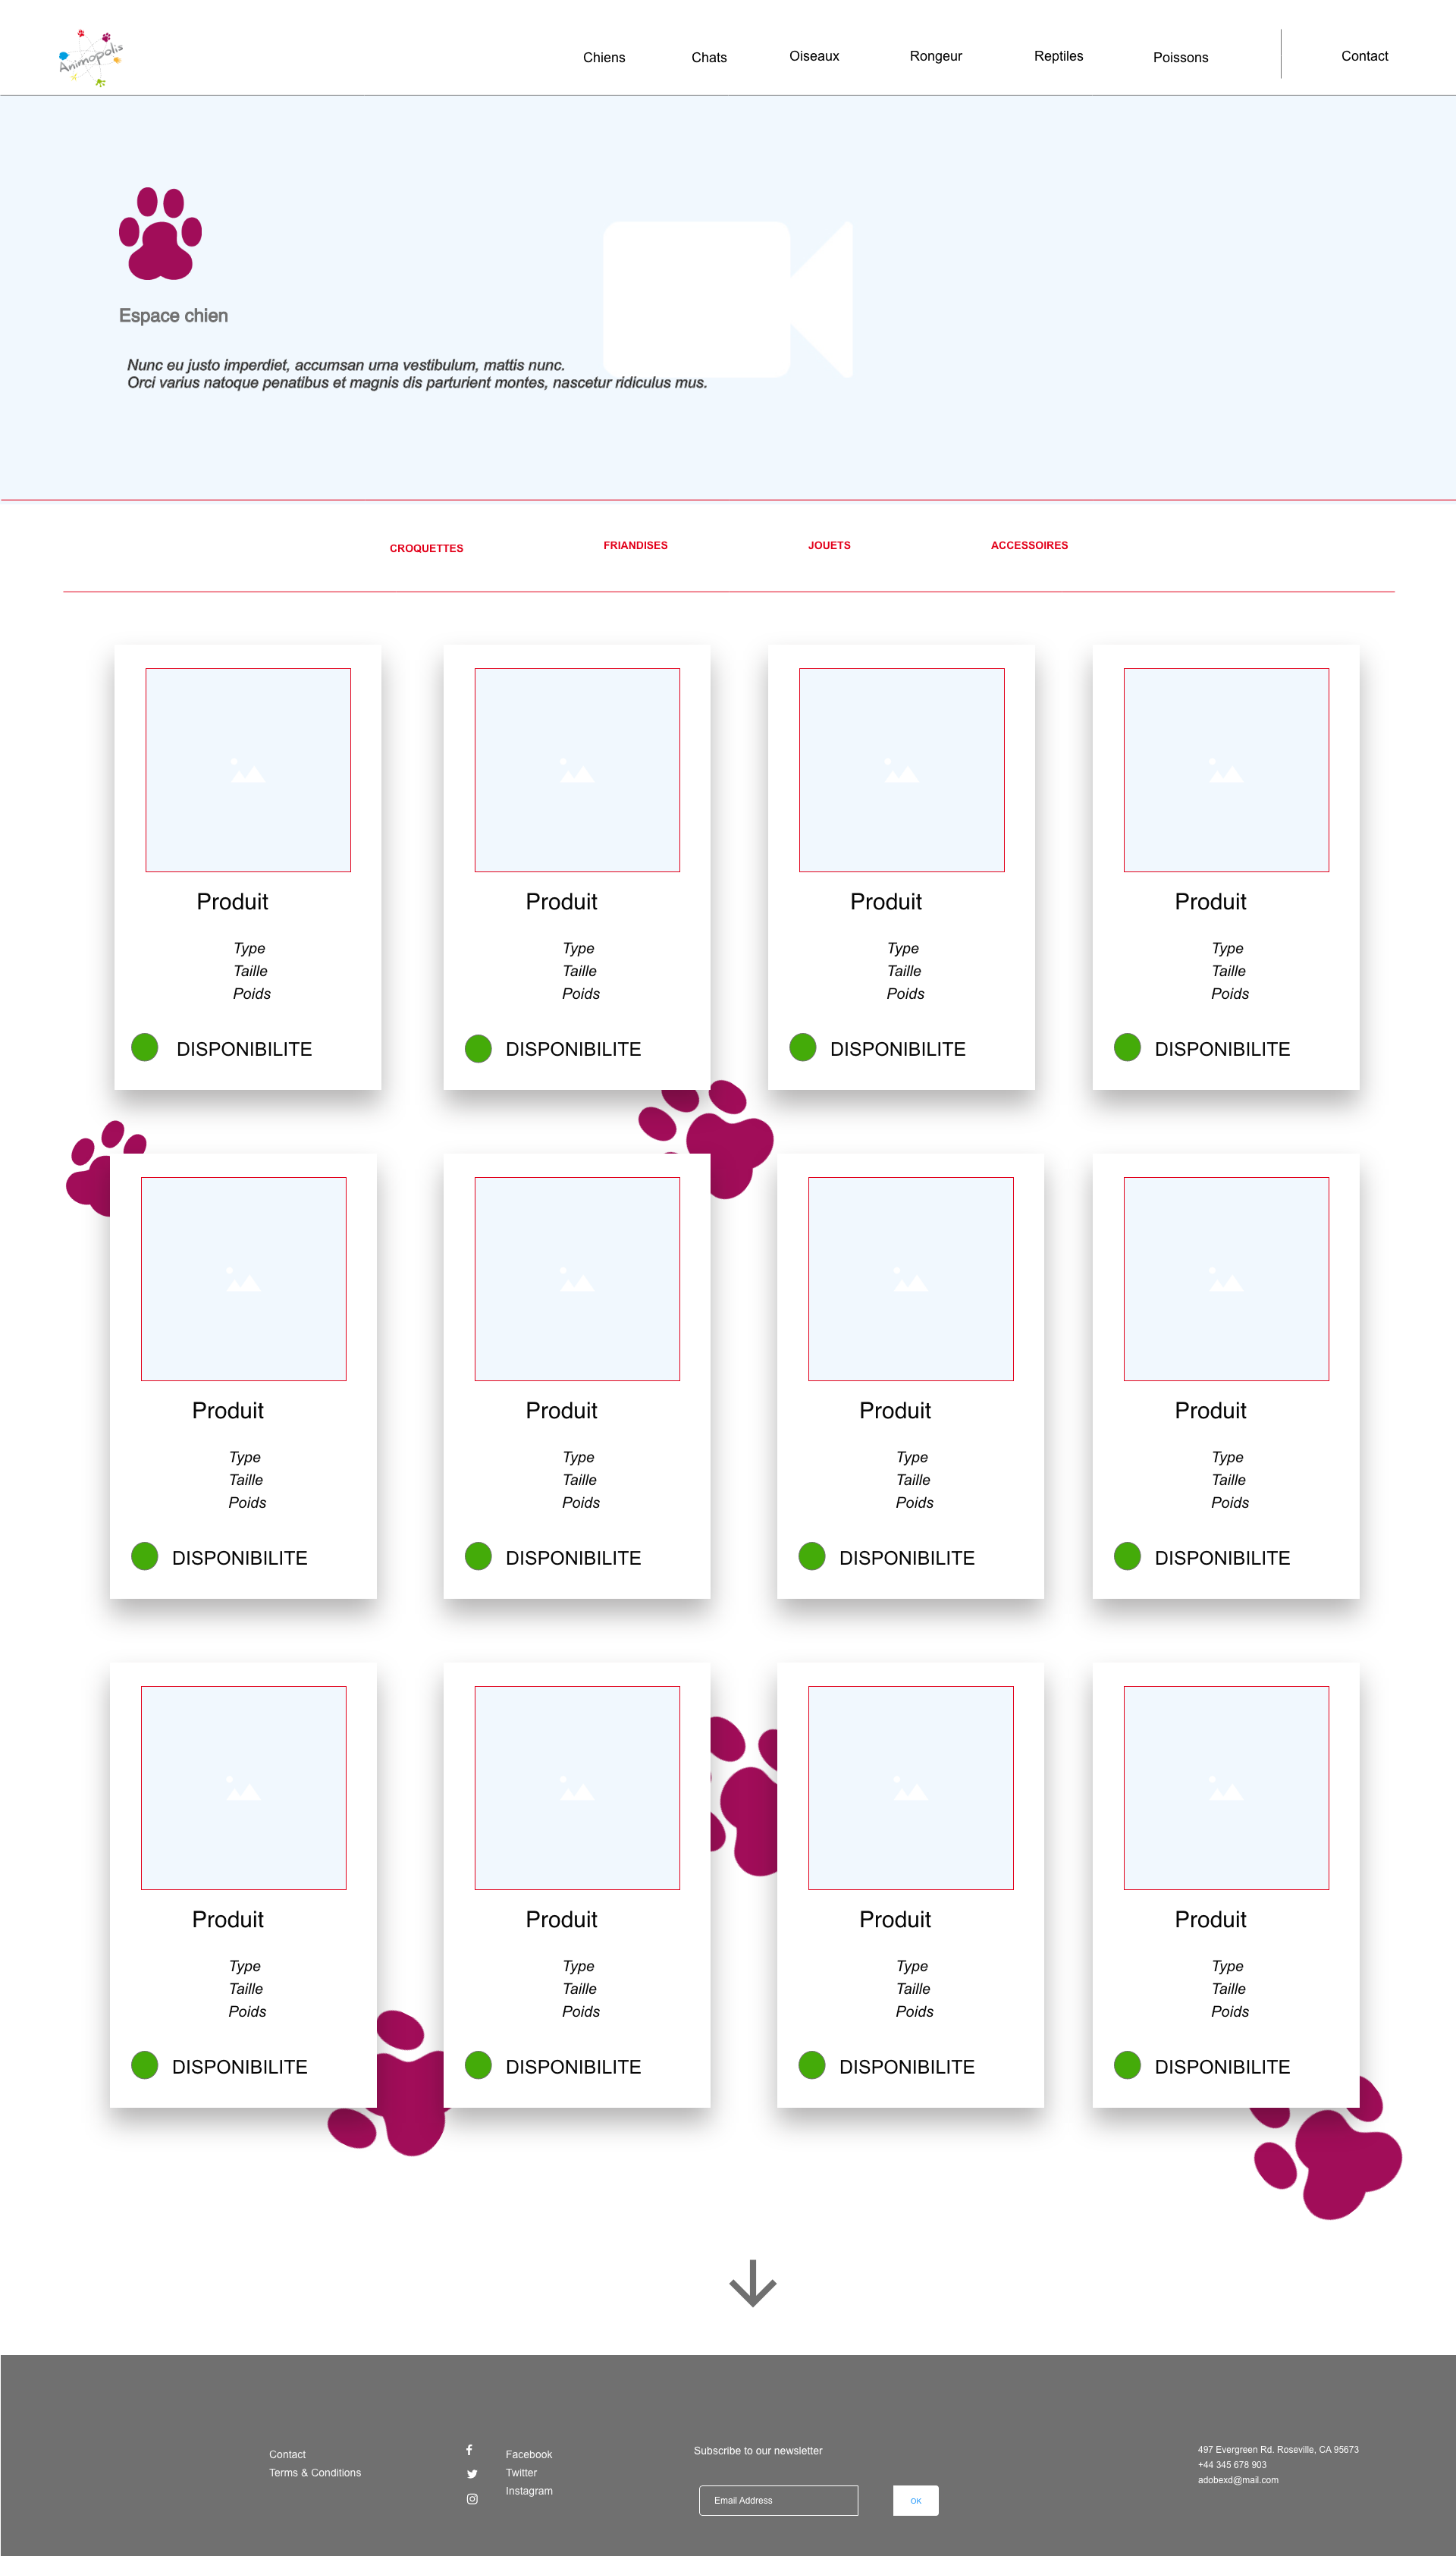 Animopolis
Chiens Chats Oiseaux Rongeur Reptiles Poissons Contact
Espace chien
Nunc eu justo imperdiet, accumsan urna vestibulum, mattis nunc.
Orci varius natoque penatibus et magnis dis parturient montes, nascetur ridiculus mus.
CROQUETTES FRIANDISES JOUETS ACCESSOIRES
Produit
Type
Taille
Poids
DISPONIBILITE
Produit
Type
Taille
Poids
DISPONIBILITE
Produit
Type
Taille
Poids
DISPONIBILITE
Produit
Type
Taille
Poids
DISPONIBILITE
Produit
Type
Taille
Poids
DISPONIBILITE
Produit
Type
Taille
Poids
DISPONIBILITE
Produit
Type
Taille
Poids
DISPONIBILITE
Produit
Type
Taille
Poids
DISPONIBILITE
Produit
Type
Taille
Poids
DISPONIBILITE
Produit
Type
Taille
Poids
DISPONIBILITE
Produit
Type
Taille
Poids
DISPONIBILITE
Produit
Type
Taille
Poids
DISPONIBILITE
Contact
Terms & Conditions
Facebook
Twitter
Instagram
Subscribe to our newsletter
Email Address
OK
497 Evergreen Rd. Roseville, CA 95673
+44 345 678 903
adobexd@mail.com